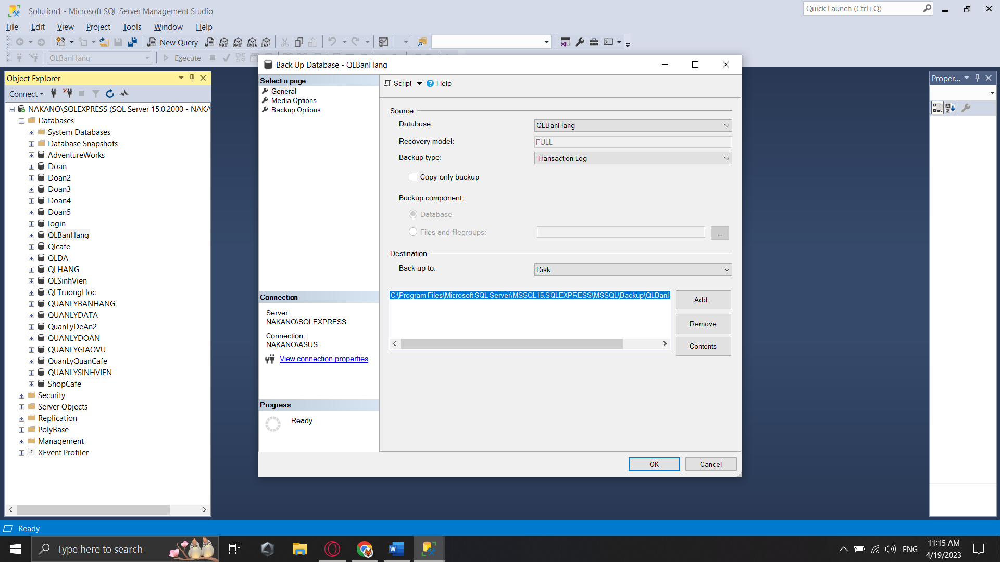 Solution1 - Microsoft SQL Server Management Studio
Quick Launch (Ctrl+Q)
File Edit View Project Tools Window Help
New Query MDX DMX XMLA DAX
QLBanHang Execute
Object Explorer
Connect
NAKANO\SQLEXPRESS (SQL Server 15.0.2000 - NAKA
Databases
System Databases
Database Snapshots
AdventureWorks
Doan
Doan2
Doan3
Doan4
Doan5
login
QLBanHang
Qlcafe
QLDA
QLHANG
QLSinhVien
QLTruongHoc
QUANLYBANHANG
QUANLYDATA
QuanLyDeAn2
QUANLYDOAN
QUANLYGIAOVU
QuanLyQuanCafe
QUANLYSINHVIEN
ShopCafe
Security
Server Objects
Replication
PolyBase
Management
XEvent Profiler
Back Up Database - QLBanHang
Select a page
General
Media Options
Backup Options
Connection
Server:
NAKANO\SQLEXPRESS
Connection:
NAKANO\ASUS
View connection properties
Progress
Ready
Script Help
Source
Database: QLBanHang
Recovery model: FULL
Backup type: Transaction Log
Copy-only backup
Backup component:
Database
Files and filegroups: ...
Destination
Back up to: Disk
C:\Program Files\Microsoft SQL Server\MSSQL15.SQLEXPRESS\MSSQL\Backup\QLBanH
Add...
Remove
Contents
OK Cancel
Proper...
Ready
Type here to search
ENG
11:15 AM
4/19/2023